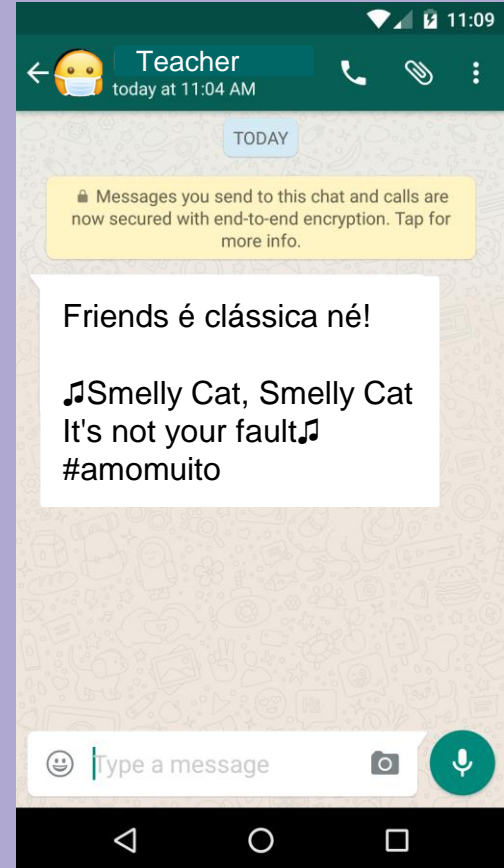 11:09
Teacher
today at 11:04 AM
TODAY
Messages you send to this chat and calls are
now secured with end-to-end encryption. Tap for
more info.
Friends é clássica né!
♫Smelly Cat, Smelly Cat
It's not your fault♫
#amomuito
Type a message